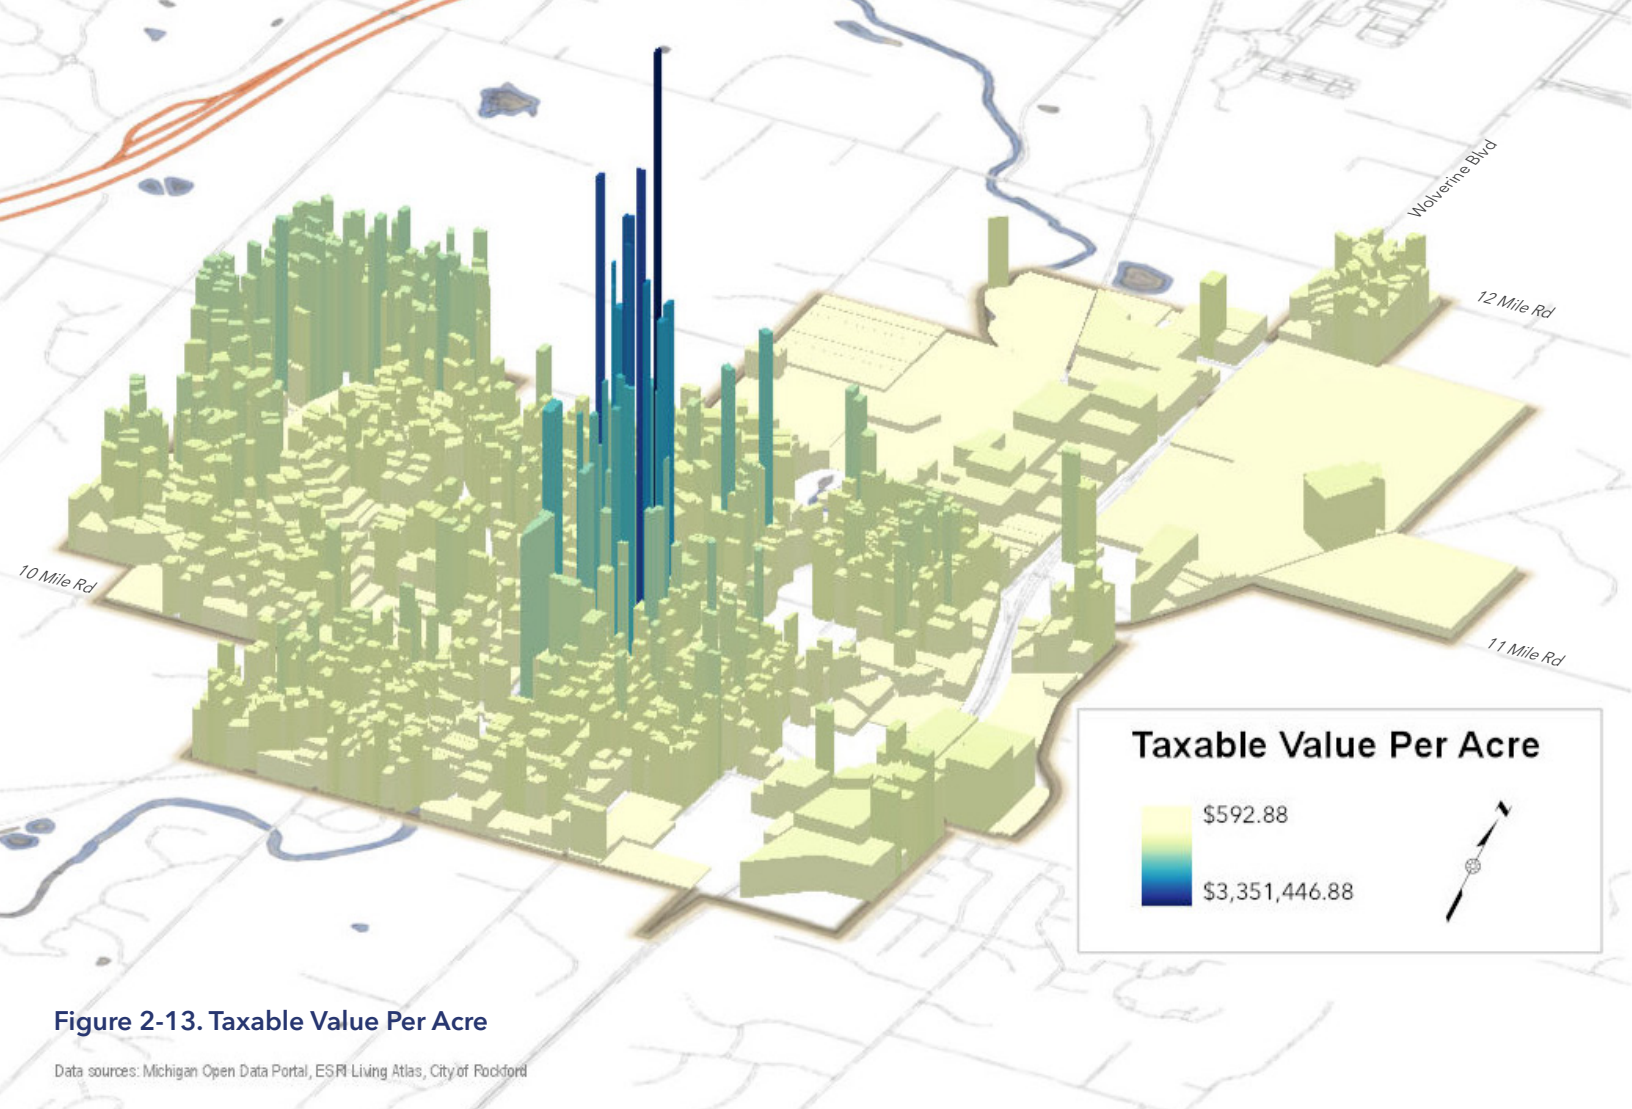 Wolverine Blvd
12 Mile Rd
10 Mile Rd
11 Mile Rd
Taxable Value Per Acre
$592.88
$3,351,446.88
N
Figure 2-13. Taxable Value Per Acre
Data sources: Michigan Open Data Portal, ESRI Living Atlas, City of Rockford